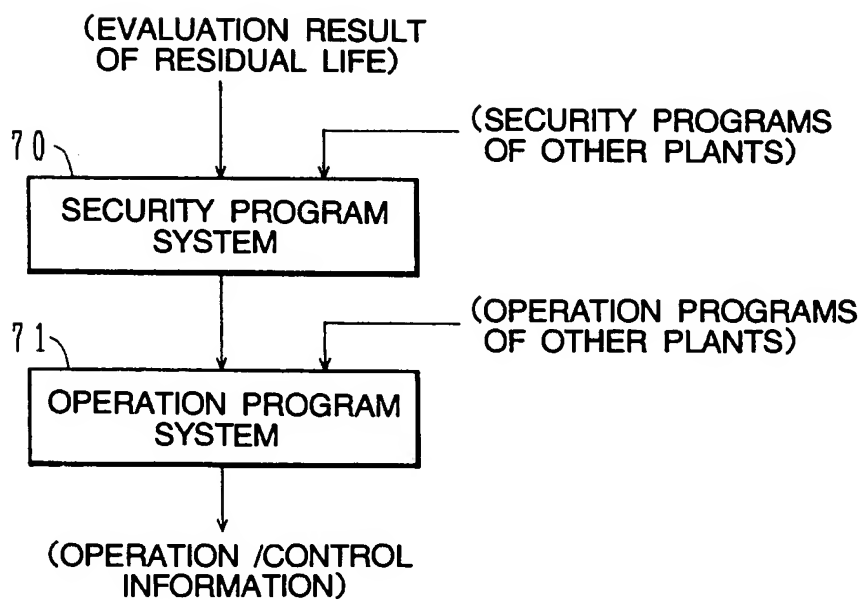 (EVALUATION RESULT
OF RESIDUAL LIFE)
(SECURITY PROGRAMS
OF OTHER PLANTS)
70
SECURITY PROGRAM
SYSTEM
(OPERATION PROGRAMS
OF OTHER PLANTS)
71
OPERATION PROGRAM
SYSTEM
(OPERATION /CONTROL
INFORMATION)